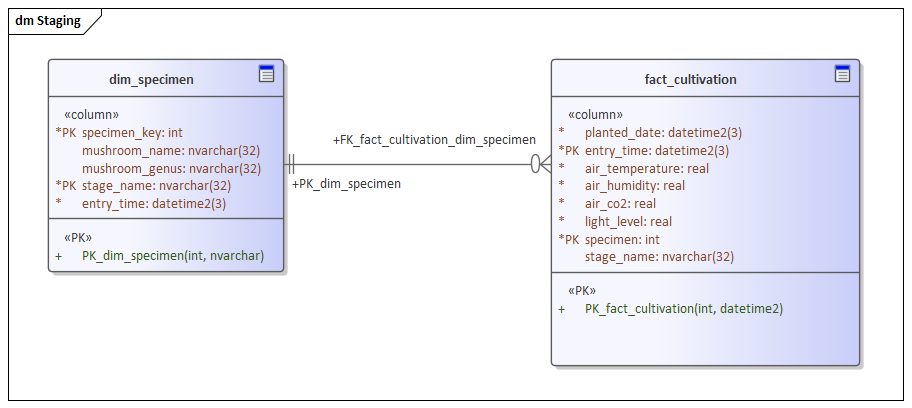 dm Staging
dim_specimen
«column»
*PK specimen_key: int
mushroom_name: nvarchar(32)
mushroom_genus: nvarchar(32)
*PK stage_name: nvarchar(32)
* entry_time: datetime2(3)
«PK»
+ PK_dim_specimen(int, nvarchar)
+FK_fact_cultivation_dim_specimen
+PK_dim_specimen
fact_cultivation
«column»
* planted_date: datetime2(3)
*PK entry_time: datetime2(3)
* air_temperature: real
* air_humidity: real
* air_co2: real
* light_level: real
*PK specimen: int
stage_name: nvarchar(32)
«PK»
+ PK_fact_cultivation(int, datetime2)